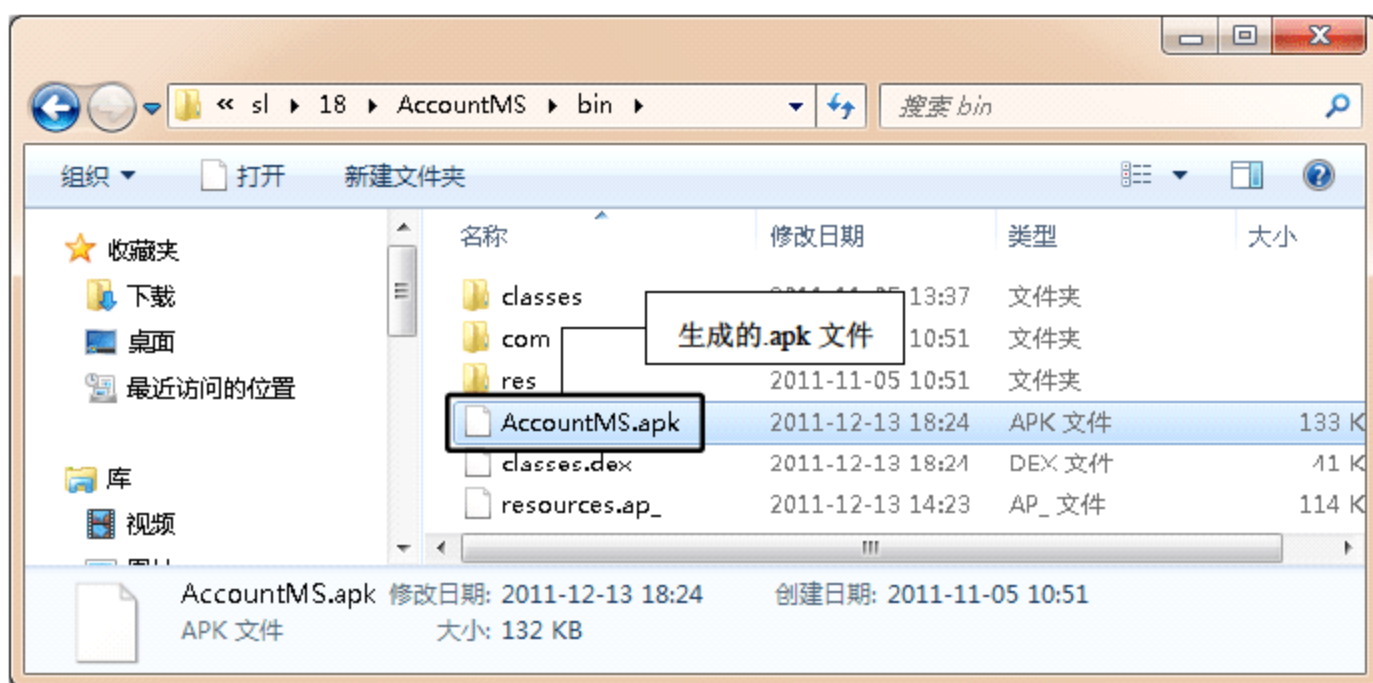 « sl ▸ 18 ▸ AccountMS ▸ bin ▸
搜索 bin
组织 打开 新建文件夹
收藏夹
下载
桌面
最近访问的位置
库
视频
名称 修改日期 类型 大小
classes 13:37 文件夹
com 10:51 文件夹
生成的.apk 文件
res 2011-11-05 10:51 文件夹
AccountMS.apk 2011-12-13 18:24 APK 文件 133 K
classes.dex 2011-12-13 18:24 DEX 文件 41 K
resources.ap_ 2011-12-13 14:23 AP_ 文件 114 K
AccountMS.apk 修改日期: 2011-12-13 18:24 创建日期: 2011-11-05 10:51
APK 文件 大小: 132 KB